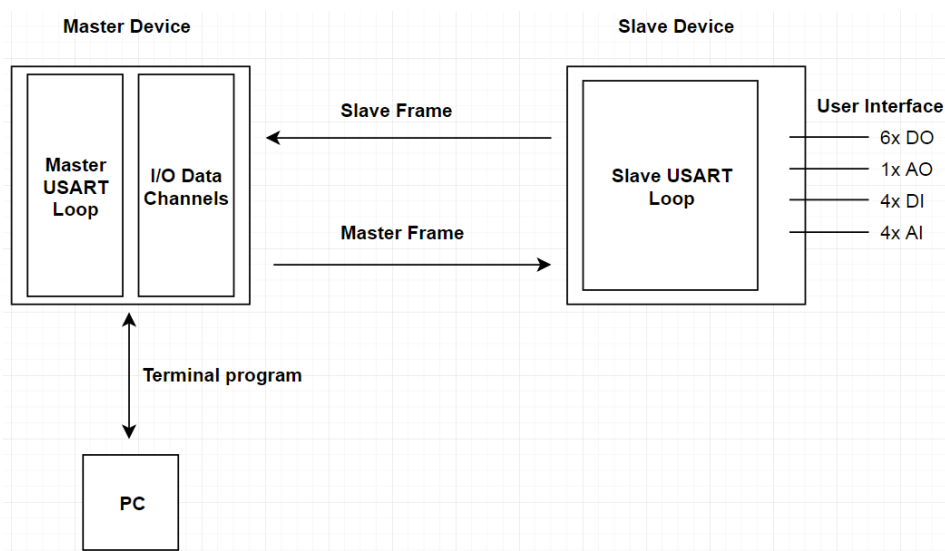 Master Device
Slave Device
Master
USART
Loop
I/O Data
Channels
Slave Frame
Master Frame
Slave USART
Loop
User Interface
6x DO
1x AO
4x DI
4x AI
Terminal program
PC